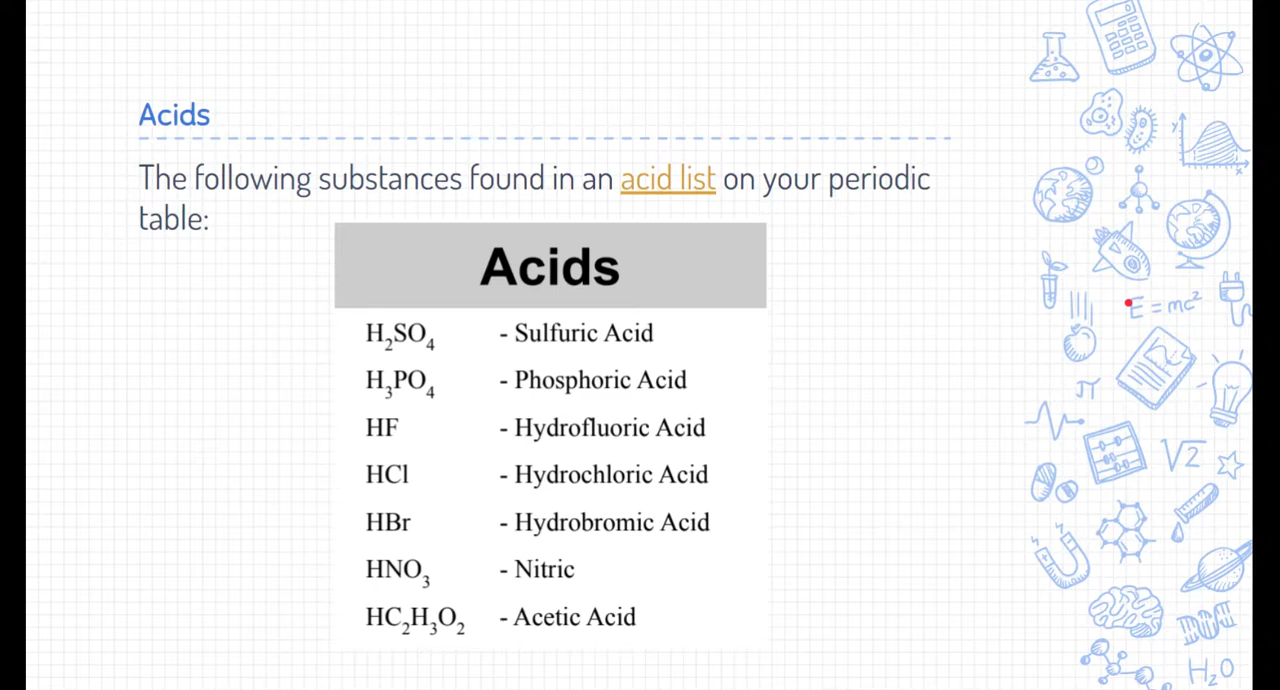 Acids
The following substances found in an acid list on your periodic
table:
Acids
H₂SO₄ - Sulfuric Acid
H₃PO₄ - Phosphoric Acid
HF - Hydrofluoric Acid
HCl - Hydrochloric Acid
HBr - Hydrobromic Acid
HNO₃ - Nitric
HC₂H₃O₂ - Acetic Acid
y
x
E = mc²
π
√2
H₂O